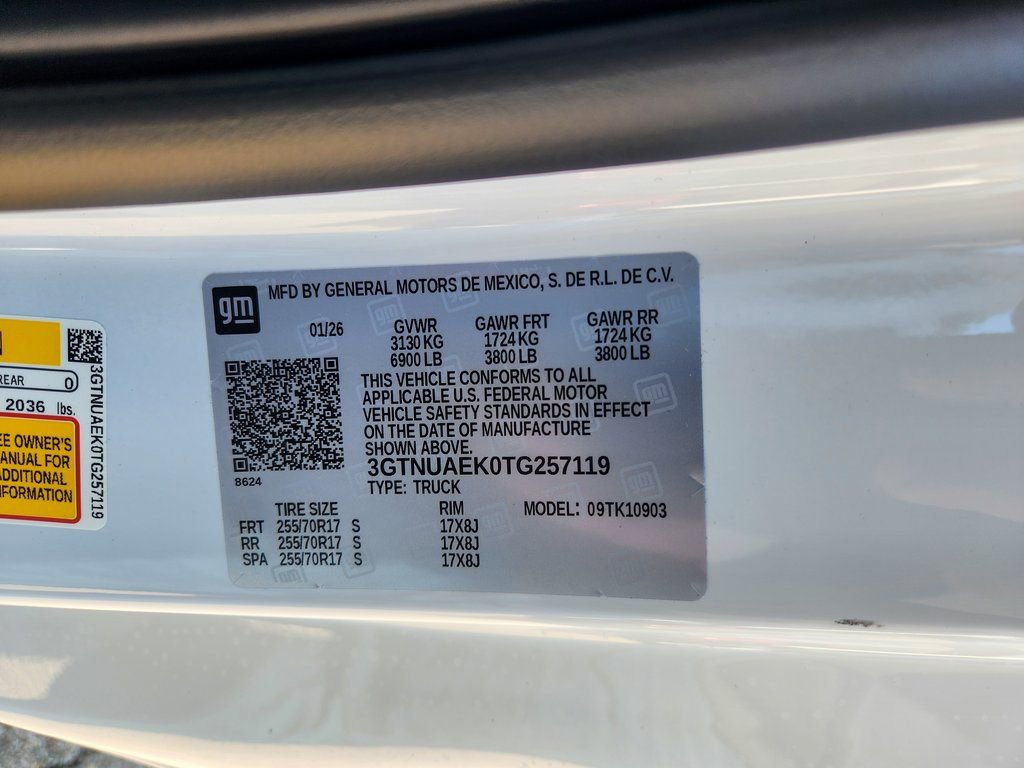 gm
MFD BY GENERAL MOTORS DE MEXICO, S. DE R.L. DE C.V.
01/26 GVWR GAWR FRT GAWR RR
3130 KG 1724 KG 1724 KG
6900 LB 3800 LB 3800 LB
THIS VEHICLE CONFORMS TO ALL
APPLICABLE U.S. FEDERAL MOTOR
VEHICLE SAFETY STANDARDS IN EFFECT
ON THE DATE OF MANUFACTURE
SHOWN ABOVE.
3GTNUAEK0TG257119
8624
TYPE: TRUCK
TIRE SIZE RIM MODEL: 09TK10903
FRT 255/70R17 S 17X8J
RR 255/70R17 S 17X8J
SPA 255/70R17 S 17X8J
REAR 0
2036 lbs.
OWNER'S
FOR
3GTNUAEK0TG257119